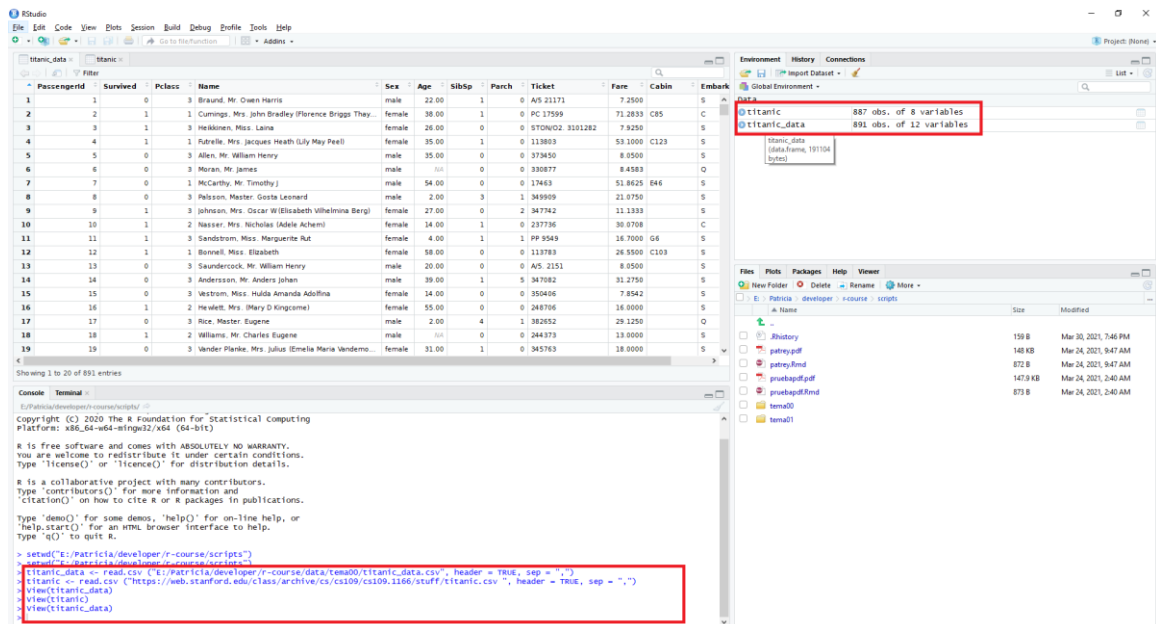 RStudio
File Edit Code View Plots Session Build Debug Profile Tools Help
Go to file/function Addins Project: (None)
titanic_data titanic
Filter
PassengerId Survived Pclass Name Sex Age SibSp Parch Ticket Fare Cabin Embark
1 1 0 3 Braund, Mr. Owen Harris male 22.00 1 0 A/5 21171 7.2500 S
2 2 1 1 Cumings, Mrs. John Bradley (Florence Briggs Thay... female 38.00 1 0 PC 17599 71.2833 C85 C
3 3 1 3 Heikkinen, Miss. Laina female 26.00 0 0 STON/O2. 3101282 7.9250 S
4 4 1 1 Futrelle, Mrs. Jacques Heath (Lily May Peel) female 35.00 1 0 113803 53.1000 C123 S
5 5 0 3 Allen, Mr. William Henry male 35.00 0 0 373450 8.0500 S
6 6 0 3 Moran, Mr. James male NA 0 0 330877 8.4583 Q
7 7 0 1 McCarthy, Mr. Timothy J male 54.00 0 0 17463 51.8625 E46 S
8 8 0 3 Palsson, Master. Gosta Leonard male 2.00 3 1 349909 21.0750 S
9 9 1 3 Johnson, Mrs. Oscar W (Elisabeth Vilhelmina Berg) female 27.00 0 2 347742 11.1333 S
10 10 1 2 Nasser, Mrs. Nicholas (Adele Achem) female 14.00 1 0 237736 30.0708 C
11 11 1 3 Sandstrom, Miss. Marguerite Rut female 4.00 1 1 PP 9549 16.7000 G6 S
12 12 1 1 Bonnell, Miss. Elizabeth female 58.00 0 0 113783 26.5500 C103 S
13 13 0 3 Saundercock, Mr. William Henry male 20.00 0 0 A/5. 2151 8.0500 S
14 14 0 3 Andersson, Mr. Anders Johan male 39.00 1 5 347082 31.2750 S
15 15 0 3 Vestrom, Miss. Hulda Amanda Adolfina female 14.00 0 0 350406 7.8542 S
16 16 1 2 Hewlett, Mrs. (Mary D Kingcome) female 55.00 0 0 248706 16.0000 S
17 17 0 3 Rice, Master. Eugene male 2.00 4 1 382652 29.1250 Q
18 18 1 2 Williams, Mr. Charles Eugene male NA 0 0 244373 13.0000 S
19 19 0 3 Vander Planke, Mrs. Julius (Emelia Maria Vandemo... female 31.00 1 0 345763 18.0000 S
Showing 1 to 20 of 891 entries
Console Terminal
E:/Patricia/developer/r-course/scripts/
Copyright (C) 2020 The R Foundation for Statistical Computing
Platform: x86_64-w64-mingw32/x64 (64-bit)
R is free software and comes with ABSOLUTELY NO WARRANTY.
You are welcome to redistribute it under certain conditions.
Type 'license()' or 'licence()' for distribution details.
R is a collaborative project with many contributors.
Type 'contributors()' for more information and
'citation()' on how to cite R or R packages in publications.
Type 'demo()' for some demos, 'help()' for on-line help, or
'help.start()' for an HTML browser interface to help.
Type 'q()' to quit R.
> setwd("E:/Patricia/developer/r-course/scripts")
> setwd("E:/Patricia/developer/r-course/scripts")
> titanic_data <- read.csv ("E:/Patricia/developer/r-course/data/tema00/titanic_data.csv", header = TRUE, sep = ",")
> titanic <- read.csv ("https://web.stanford.edu/class/archive/cs/cs109/cs109.1166/stuff/titanic.csv ", header = TRUE, sep = ",")
> View(titanic_data)
> View(titanic)
> View(titanic_data)
>
Environment History Connections
Import Dataset List
Global Environment
Data
titanic 887 obs. of 8 variables
titanic_data 891 obs. of 12 variables
titanic_data
(data.frame, 191104
bytes)
Files Plots Packages Help Viewer
New Folder Delete Rename More
E: Patricia developer r-course scripts
Name Size Modified
..
.Rhistory 159 B Mar 30, 2021, 7:46 PM
patrey.pdf 148 KB Mar 24, 2021, 9:47 AM
patrey.Rmd 872 B Mar 24, 2021, 9:47 AM
pruebapdf.pdf 147.9 KB Mar 24, 2021, 2:40 AM
pruebapdf.Rmd 873 B Mar 24, 2021, 2:40 AM
tema00
tema01